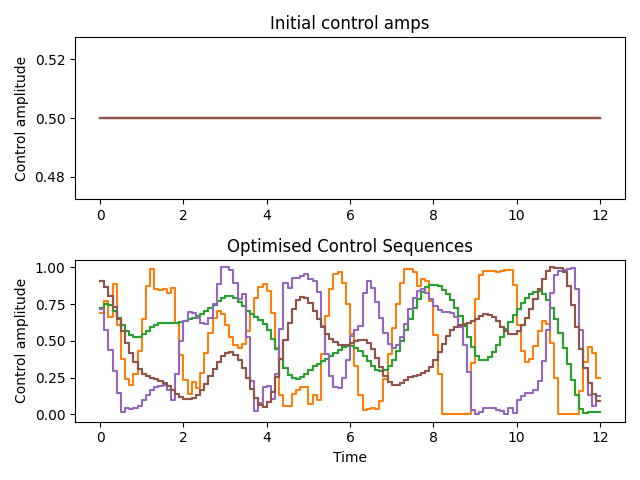 Initial control amps
Control amplitude
0.52
0.50
0.48
0 2 4 6 8 10 12
Optimised Control Sequences
Control amplitude
1.00
0.75
0.50
0.25
0.00
0 2 4 6 8 10 12
Time